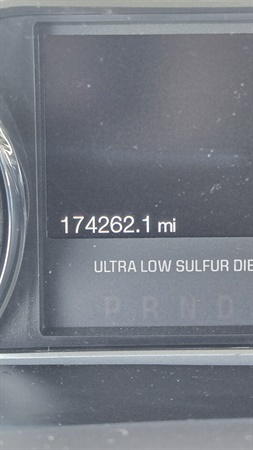 174262.1 mi
ULTRA LOW SULFUR DIE
P R N D